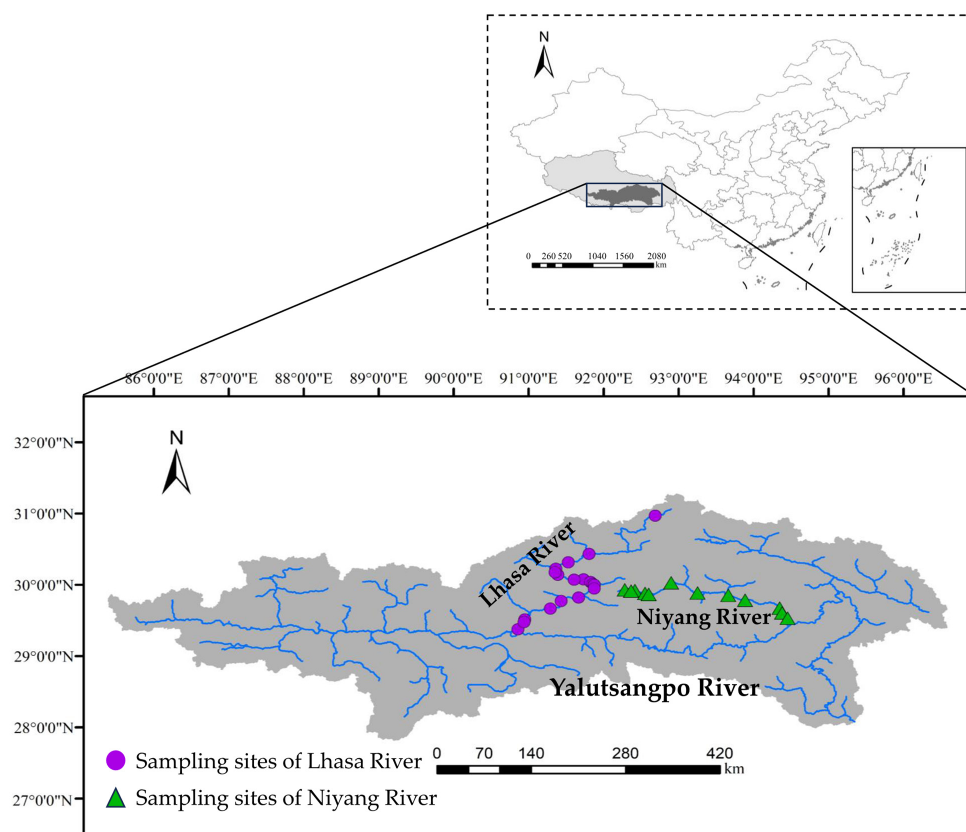 N
0 260 520 1040 1560 2080
km
86°0'0"E 87°0'0"E 88°0'0"E 89°0'0"E 90°0'0"E 91°0'0"E 92°0'0"E 93°0'0"E 94°0'0"E 95°0'0"E 96°0'0"E
32°0'0"N
N
31°0'0"N
Lhasa River
30°0'0"N
Niyang River
29°0'0"N
Yalutsangpo River
28°0'0"N
0 70 140 280 420
km
Sampling sites of Lhasa River
Sampling sites of Niyang River
27°0'0"N